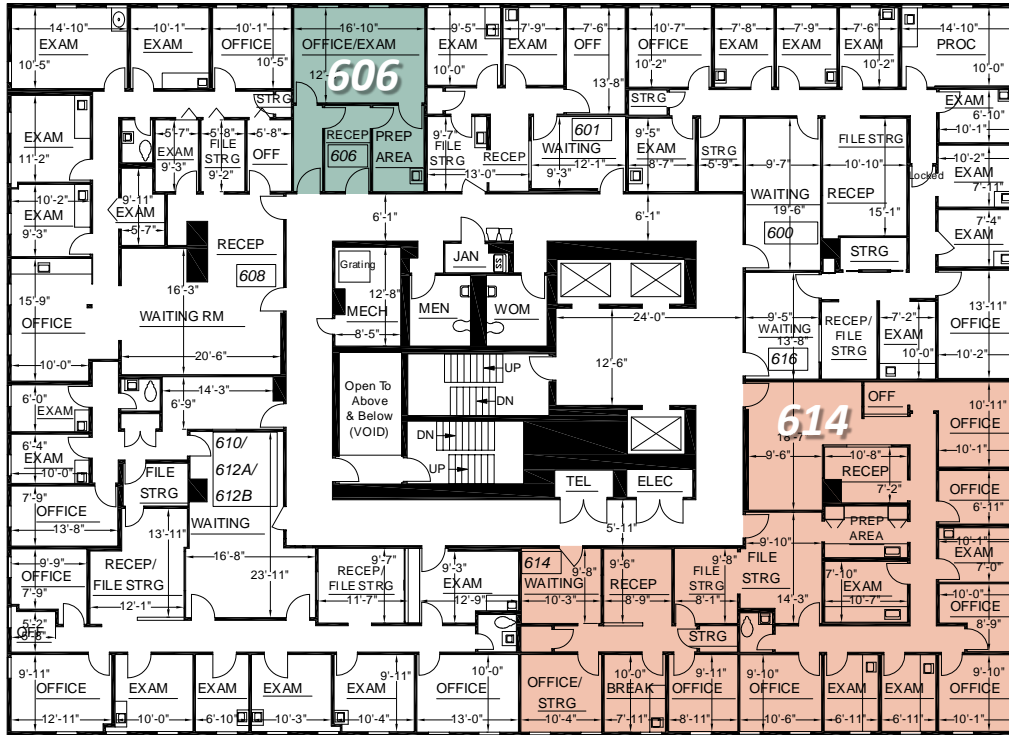 14'-10"
EXAM
10'-5"
10'-1"
EXAM
10'-1"
OFFICE
10'-5"
16'-10"
OFFICE/EXAM
606
9'-5"
EXAM
10'-0"
7'-9"
EXAM
7'-6"
OFF
13'-8"
10'-7"
OFFICE
10'-2"
7'-8"
EXAM
8'-7"
7'-9"
EXAM
7'-6"
EXAM
10'-2"
14'-10"
PROC
10'-0"
STRG
EXAM
11'-2"
5'-7"
EXAM
9'-3"
5'-8"
FILE
STRG
9'-2"
5'-8"
OFF
RECEP
606
PREP
AREA
9'-7"
FILE
STRG
RECEP
13'-0"
601
WAITING
9'-3"
12'-1"
STRG
9'-5"
EXAM
8'-7"
STRG
5'-9"
9'-7"
WAITING
19'-6"
600
FILE STRG
10'-10"
RECEP
15'-1"
STRG
EXAM
6'-10"
10'-1"
10'-2"
EXAM
7'-11"
Locked
7'-4"
EXAM
10'-2"
EXAM
9'-3"
9'-11"
EXAM
5'-7"
RECEP
608
6'-1"
6'-1"
JAN
SS
Grating
12'-8"
MECH
8'-5"
MEN
WOM
24'-0"
12'-6"
16'-3"
WAITING RM
20'-6"
15'-9"
OFFICE
10'-0"
9'-5"
WAITING
13'-8"
616
RECEP/
FILE
STRG
7'-2"
EXAM
10'-0"
13'-11"
OFFICE
10'-2"
Open To
Above
& Below
(VOID)
UP
DN
DN
UP
14'-3"
6'-9"
6'-0"
EXAM
6'-4"
EXAM
10'-0"
610/
612A/
612B
WAITING
FILE
STRG
7'-9"
OFFICE
13'-8"
13'-11"
16'-8"
23'-11"
TEL
ELEC
5'-11"
614
9'-6"
OFF
10'-11"
OFFICE
10'-1"
10'-8"
RECEP
7'-2"
OFFICE
6'-11"
PREP
AREA
9'-10"
FILE
STRG
14'-3"
10'-1"
EXAM
7'-0"
7'-10"
EXAM
10'-7"
10'-0"
OFFICE
8'-9"
9'-9"
OFFICE
7'-9"
RECEP/
FILE STRG
12'-1"
5'-2"
OFF
9'-7"
RECEP/
FILE STRG
11'-7"
9'-3"
EXAM
12'-9"
614
WAITING
9'-8"
10'-3"
9'-6"
RECEP
8'-9"
9'-8"
FILE
STRG
8'-1"
STRG
9'-11"
OFFICE
12'-11"
EXAM
10'-0"
EXAM
6'-10"
EXAM
10'-3"
EXAM
9'-11"
10'-4"
10'-0"
OFFICE
13'-0"
OFFICE/
STRG
10'-4"
10'-0"
BREAK
7'-11"
9'-11"
OFFICE
8'-11"
9'-10"
OFFICE
10'-6"
EXAM
6'-11"
EXAM
6'-11"
9'-10"
OFFICE
10'-1"